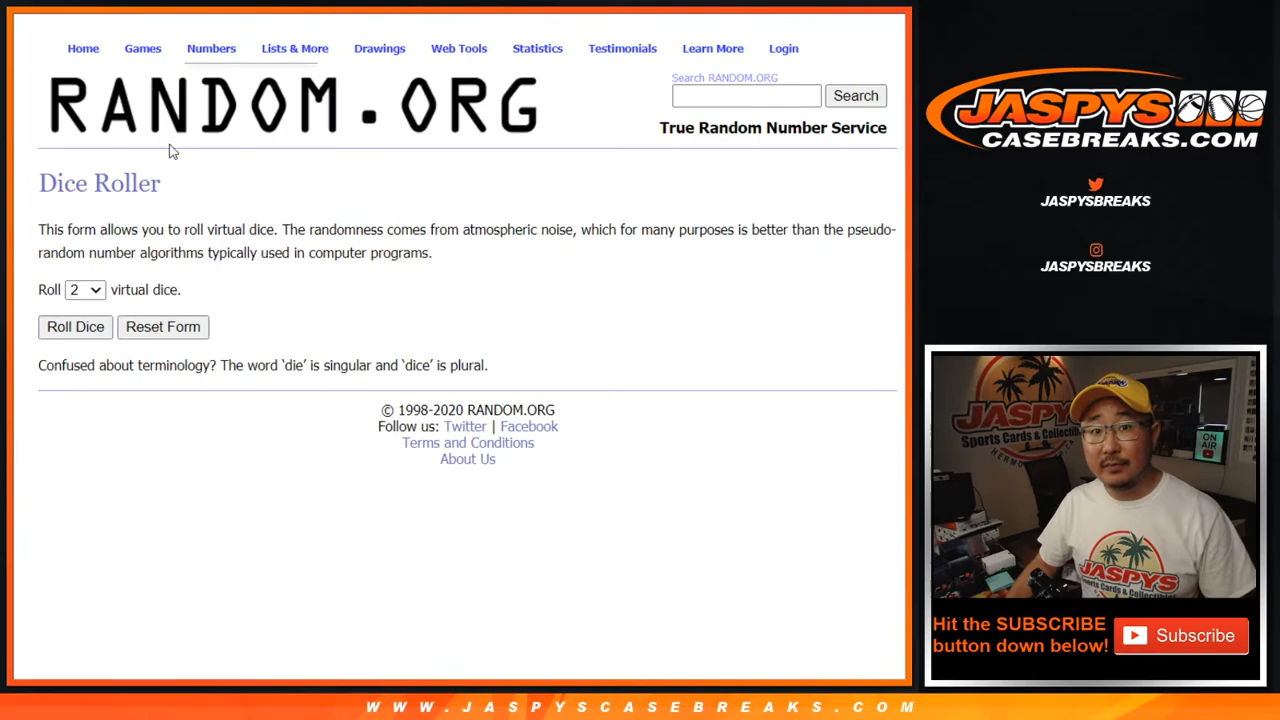 Home Games Numbers Lists & More Drawings Web Tools Statistics Testimonials Learn More Login
RANDOM.ORG
Search RANDOM.ORG
Search
True Random Number Service
Dice Roller
This form allows you to roll virtual dice. The randomness comes from atmospheric noise, which for many purposes is better than the pseudo-
random number algorithms typically used in computer programs.
Roll 2 virtual dice.
Roll Dice Reset Form
Confused about terminology? The word ‘die’ is singular and ‘dice’ is plural.
© 1998-2020 RANDOM.ORG
Follow us: Twitter | Facebook
Terms and Conditions
About Us
JASPYS
CASEBREAKS.COM
JASPYSBREAKS
JASPYSBREAKS
JASPYS
Sports Cards & Collectibl
HERMO
ON
AIR
JASPYS
Hit the SUBSCRIBE
button down below!
Subscribe
WWW.JASPYSCASEBREAKS.COM